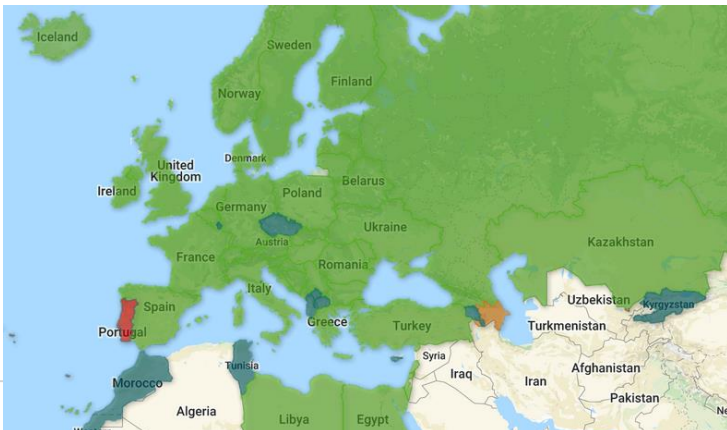 Iceland
Sweden
Finland
Norway
Denmark
United
Kingdom
Ireland
Belarus
Poland
Germany
Ukraine
Kazakhstan
Austria
France
Romania
Italy
Uzbekistan
Kyrgyzstan
Spain
Greece
Turkey
Turkmenistan
Portugal
Syria
Tunisia
Afghanistan
Iraq
Iran
Morocco
Pakistan
Algeria
Libya
Egypt
Ne